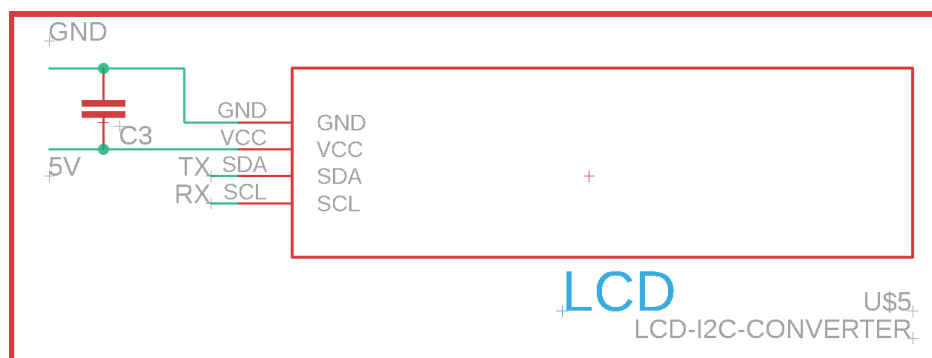 GND
GND
GND
C3
VCC
VCC
5V
TX
SDA
SDA
RX
SCL
SCL
LCD
U$5
LCD-I2C-CONVERTER